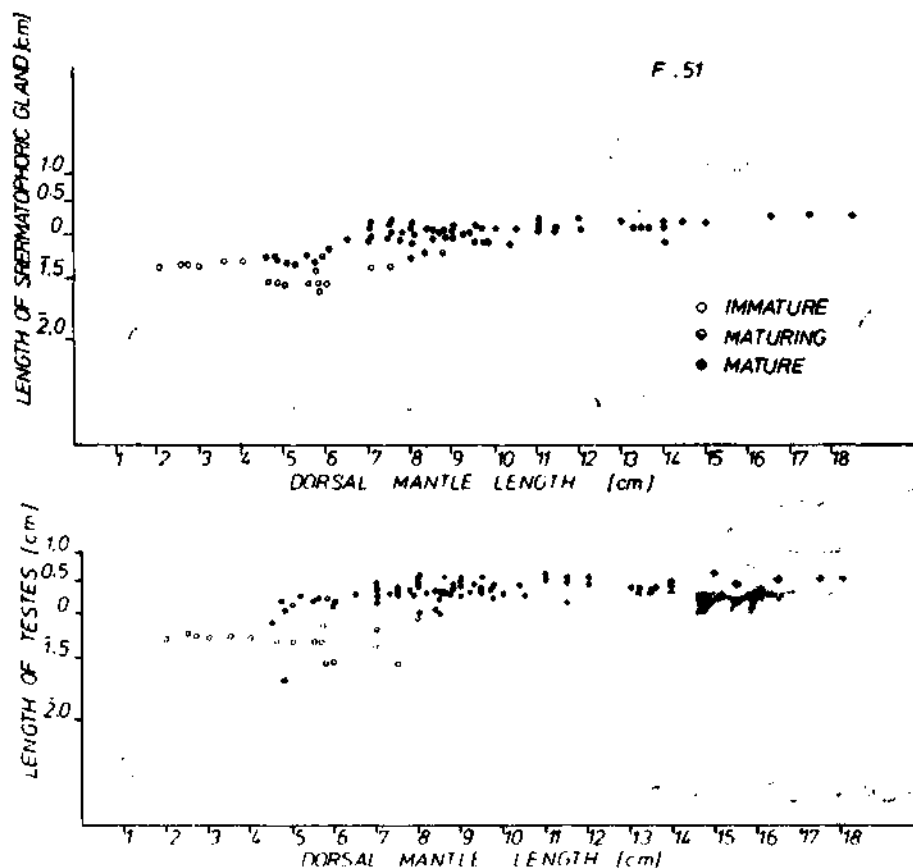 F.51
LENGTH OF SPERMATOPHORIC GLAND [cm]
1.0
0.5
0
1.5
2.0
IMMATURE
MATURING
MATURE
1 2 3 4 5 6 7 8 9 10 11 12 13 14 15 16 17 18
DORSAL MANTLE LENGTH [cm]
LENGTH OF TESTES [cm]
1.0
0.5
0
1.5
2.0
1 2 3 4 5 6 7 8 9 10 11 12 13 14 15 16 17 18
DORSAL MANTLE LENGTH [cm]